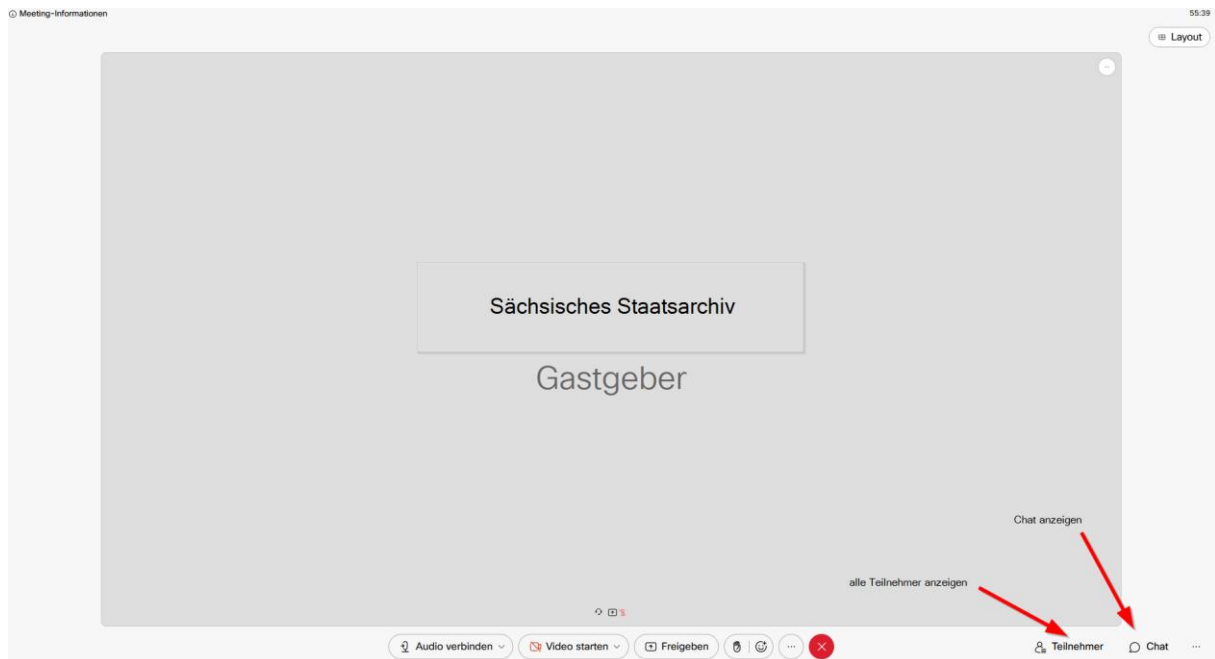 Meeting-Informationen
55:39
Layout
Sächsisches Staatsarchiv
Gastgeber
Chat anzeigen
alle Teilnehmer anzeigen
Audio verbinden
Video starten
Freigeben
Teilnehmer
Chat